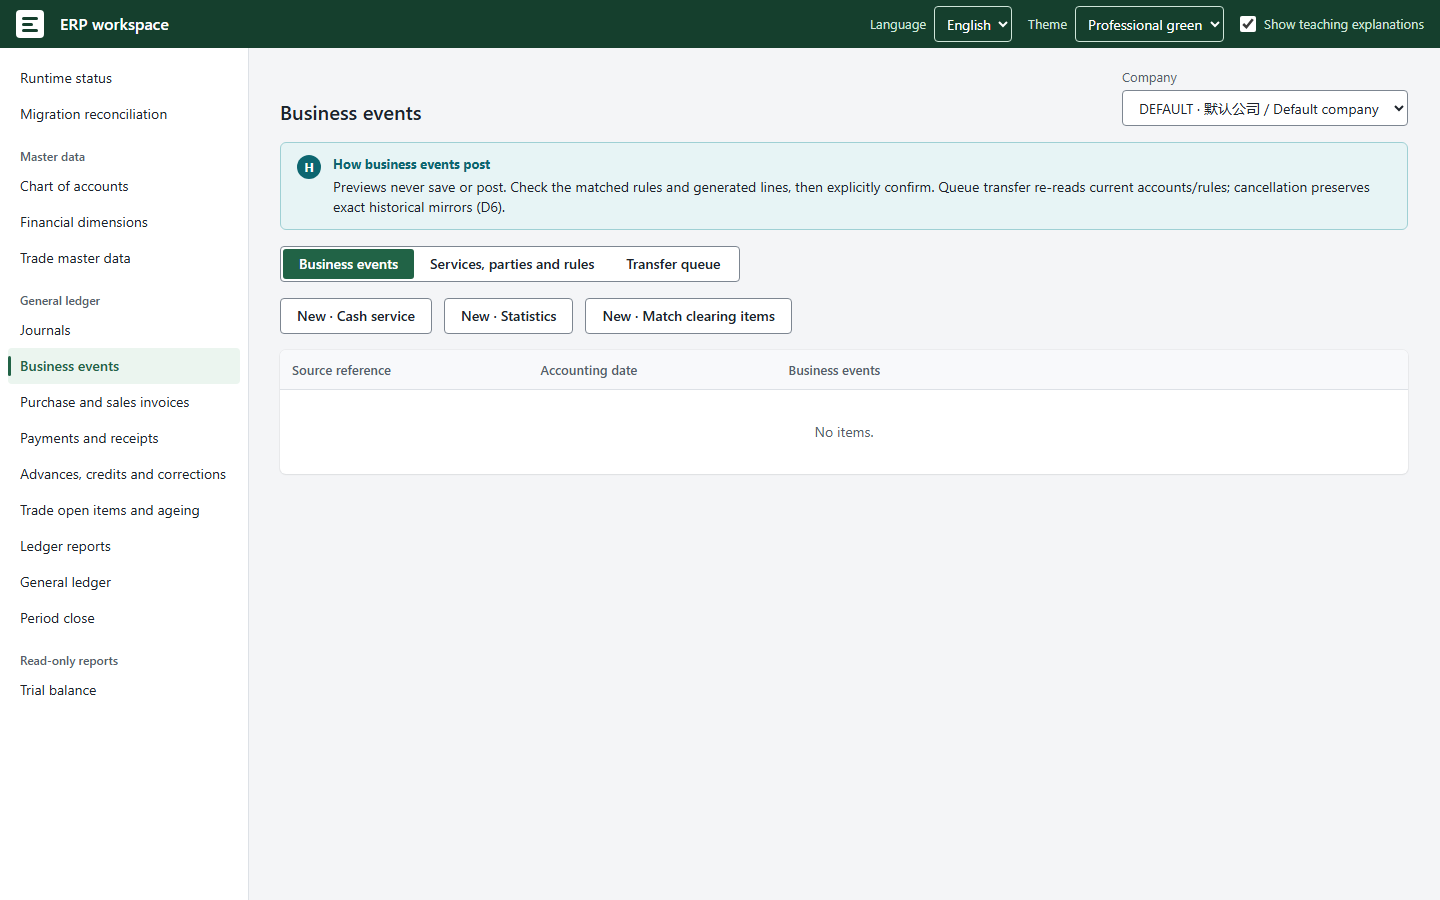 ERP workspace
Language English Theme Professional green Show teaching explanations
Runtime status
Migration reconciliation
Master data
Chart of accounts
Financial dimensions
Trade master data
General ledger
Journals
Business events
Purchase and sales invoices
Payments and receipts
Advances, credits and corrections
Trade open items and ageing
Ledger reports
General ledger
Period close
Read-only reports
Trial balance
Company
Business events
DEFAULT · 默认公司 / Default company
H
How business events post
Previews never save or post. Check the matched rules and generated lines, then explicitly confirm. Queue transfer re-reads current accounts/rules; cancellation preserves
exact historical mirrors (D6).
Business events Services, parties and rules Transfer queue
New · Cash service New · Statistics New · Match clearing items
Source reference Accounting date Business events
No items.